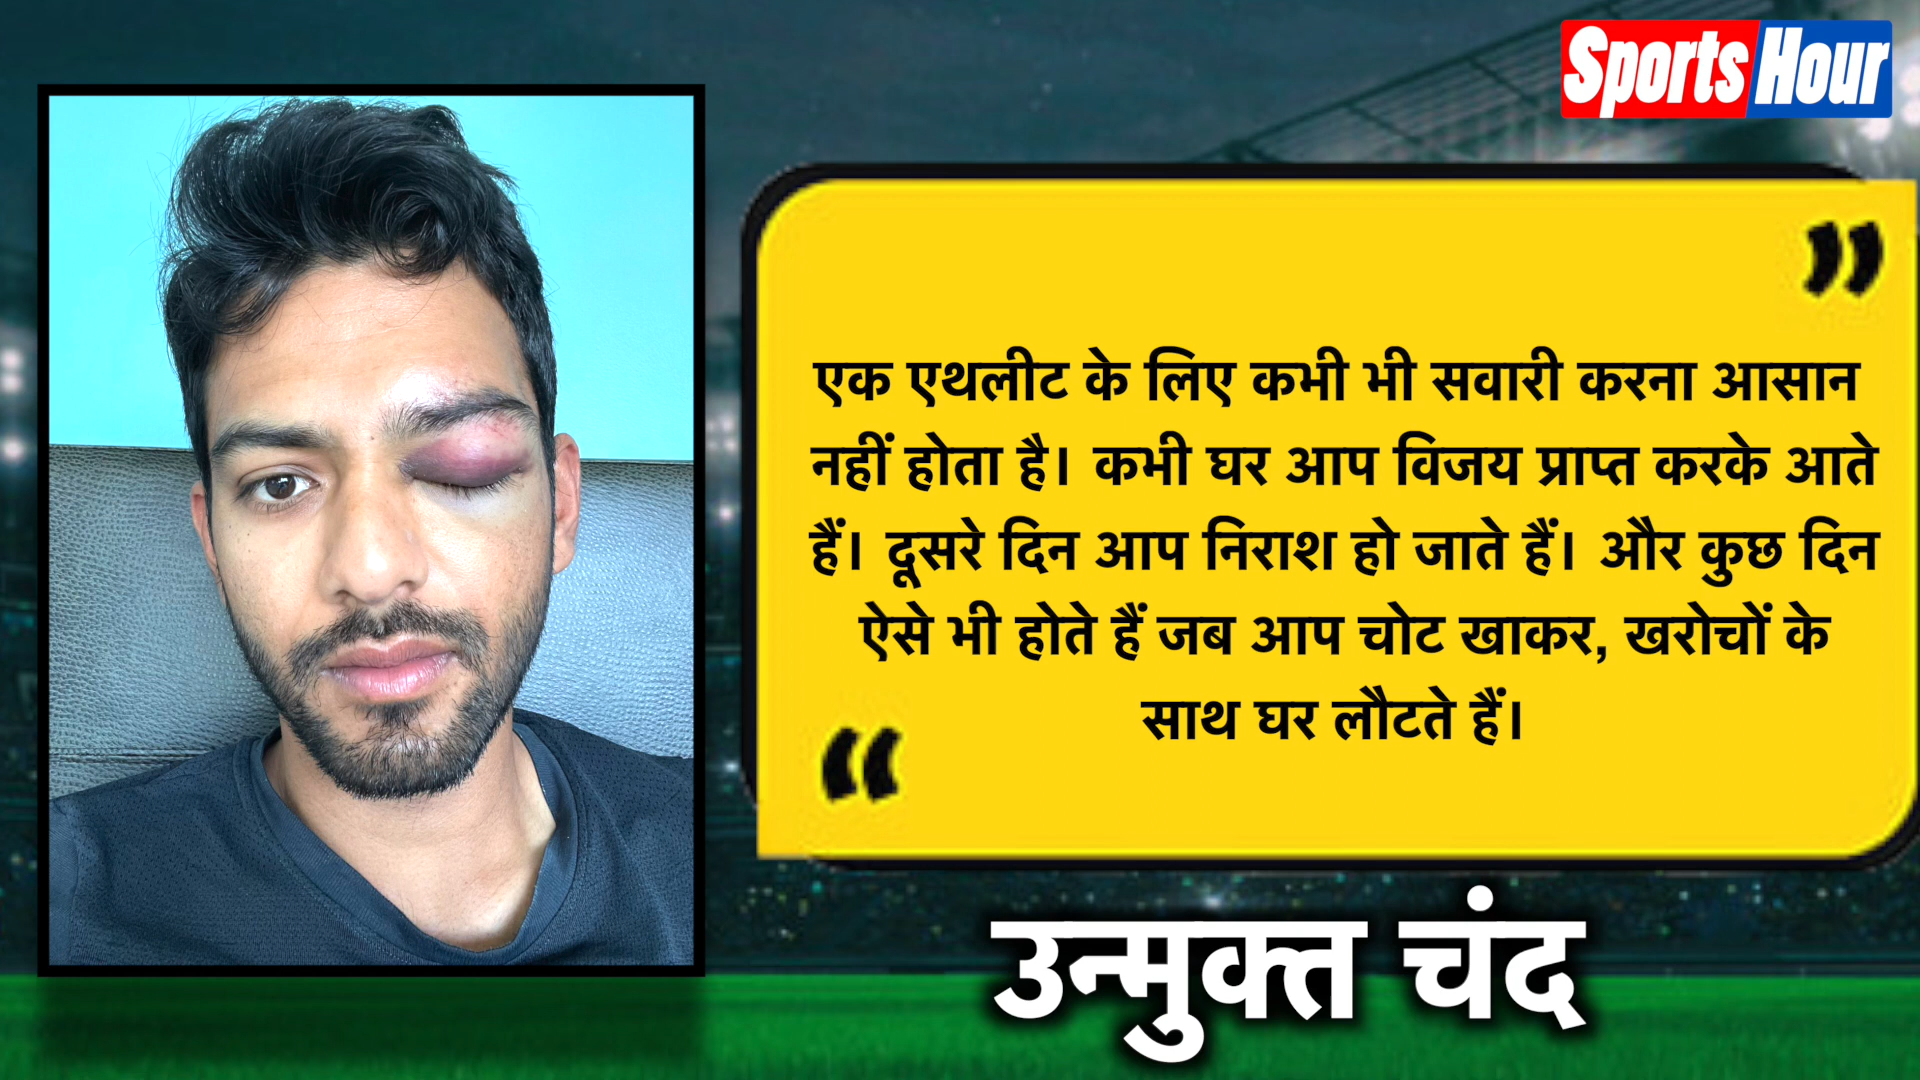 Sports Hour
एक एथलीट के लिए कभी भी सवारी करना आसान
नहीं होता है। कभी घर आप विजय प्राप्त करके आते
हैं। दूसरे दिन आप निराश हो जाते हैं। और कुछ दिन
ऐसे भी होते हैं जब आप चोट खाकर, खरोचों के
साथ घर लौटते हैं।
उन्मुक्त चंद